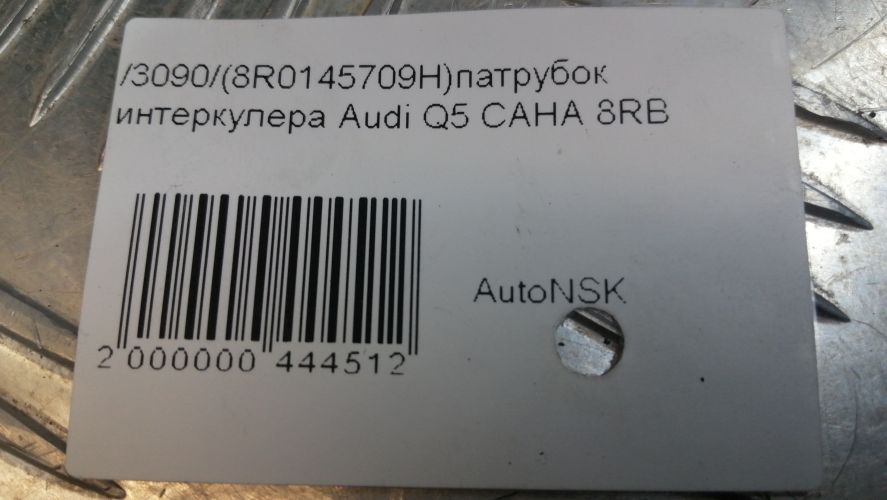 /3090/(8R0145709H)патрубок
интеркулера Audi Q5 CAHA 8RB
AutoNSK
2 000000 444512